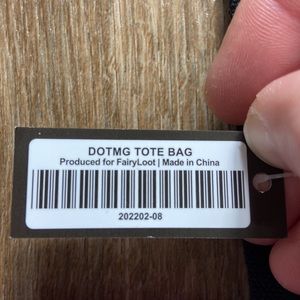 DOTMG TOTE BAG
Produced for FairyLoot | Made in China
202202-08